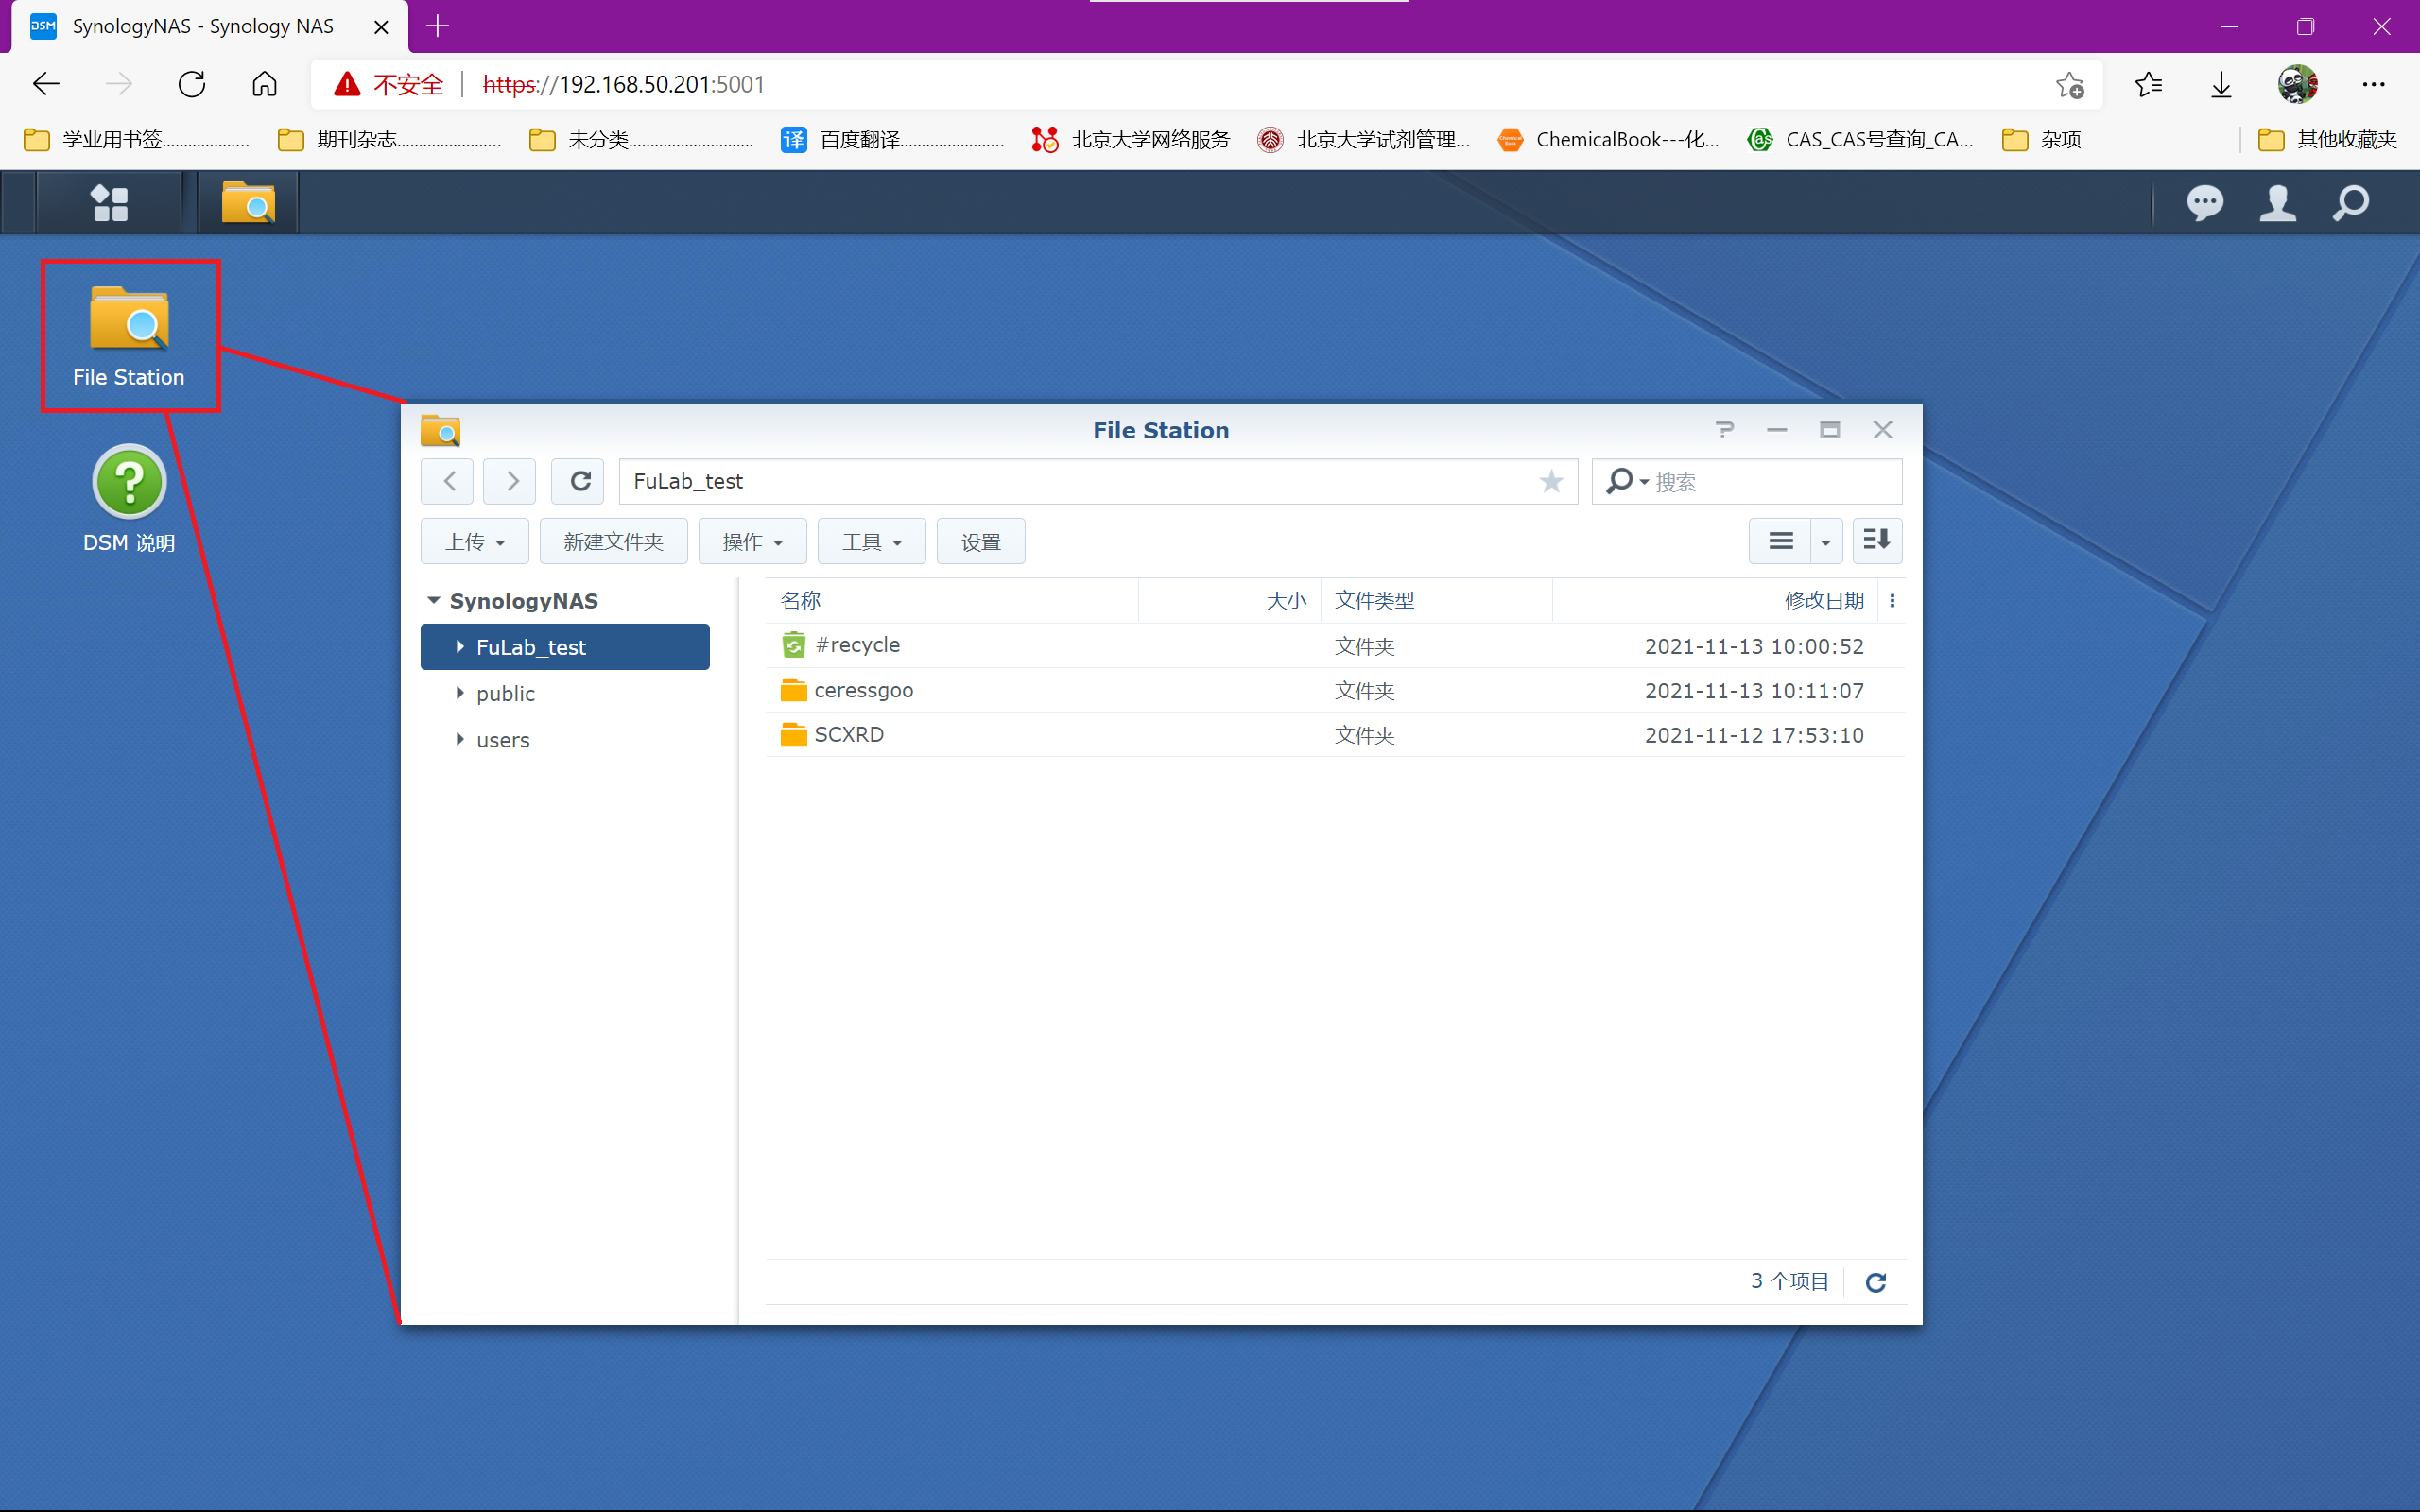 DSM SynologyNAS - Synology NAS
不安全 https://192.168.50.201:5001
学业用书签.................. 期刊杂志...................... 未分类.......................... 译 百度翻译...................... 北京大学网络服务 北京大学试剂管理... ChemicalBook---化... CAS_CAS号查询_CA... 杂项 其他收藏夹
File Station
DSM 说明
File Station
FuLab_test 搜索
上传 新建文件夹 操作 工具 设置
SynologyNAS
FuLab_test
public
users
名称 大小 文件类型 修改日期
#recycle 文件夹 2021-11-13 10:00:52
ceressgoo 文件夹 2021-11-13 10:11:07
SCXRD 文件夹 2021-11-12 17:53:10
3 个项目